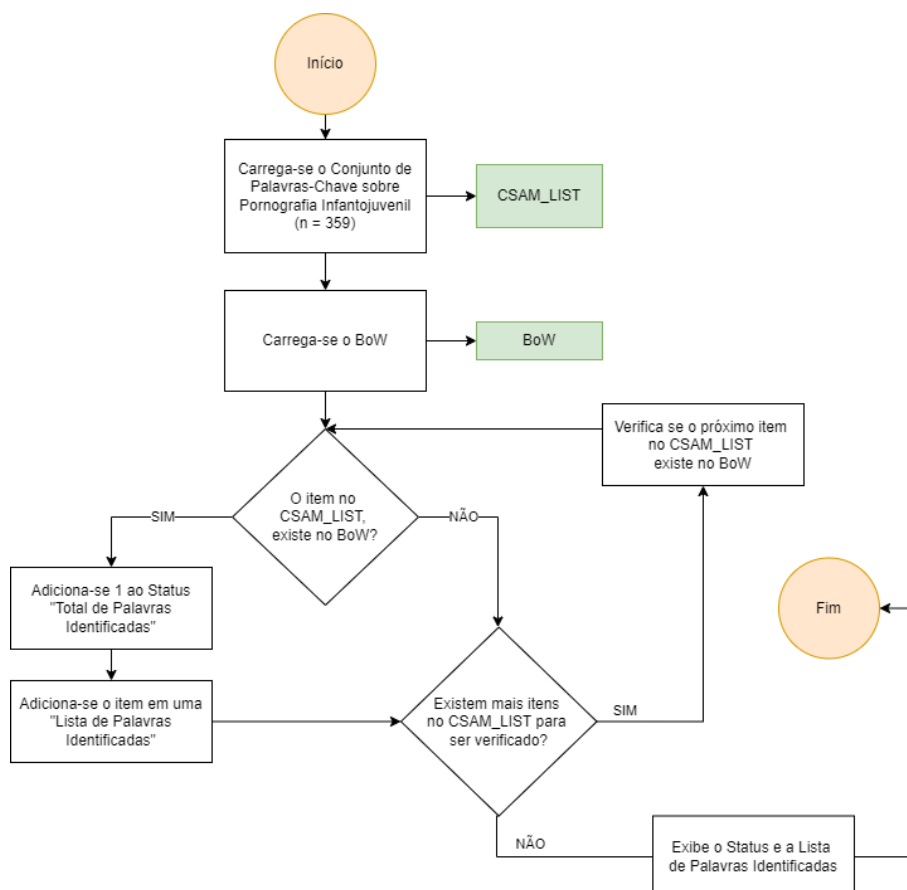 Início
Carrega-se o Conjunto de
Palavras-Chave sobre
Pornografia Infantojuvenil
(n = 359)
CSAM_LIST
Carrega-se o BoW
BoW
Verifica se o próximo item
no CSAM_LIST
existe no BoW
O item no
CSAM_LIST,
existe no BoW?
SIM
NÃO
Adiciona-se 1 ao Status
"Total de Palavras
Identificadas"
Fim
Adiciona-se o item em uma
"Lista de Palavras
Identificadas"
Existem mais itens
no CSAM_LIST para
ser verificado?
SIM
NÃO
Exibe o Status e a Lista
de Palavras Identificadas